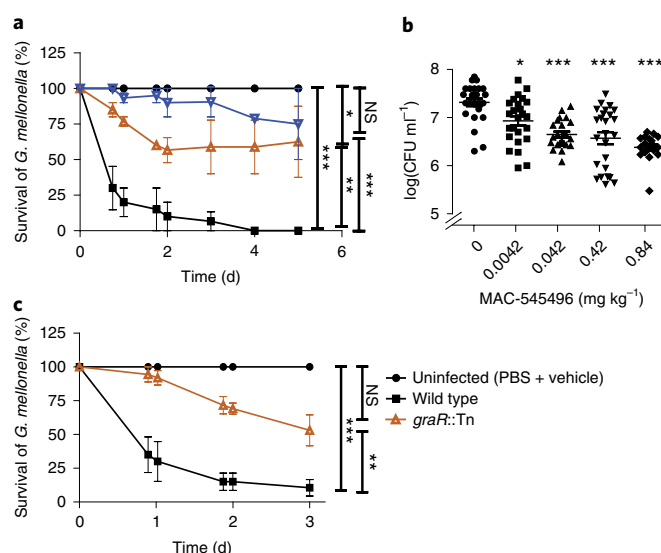 a
Survival of G. mellonella (%)
125
100
75
50
25
0
0
2
4
6
Time (d)
***
*
**
NS
***
b
log(CFU ml−1)
8
7
6
5
*
***
***
***
0
0.0042
0.042
0.42
0.84
MAC-545496 (mg kg−1)
c
Survival of G. mellonella (%)
125
100
75
50
25
0
0
1
2
3
Time (d)
***
NS
**
Uninfected (PBS + vehicle)
Wild type
graR::Tn